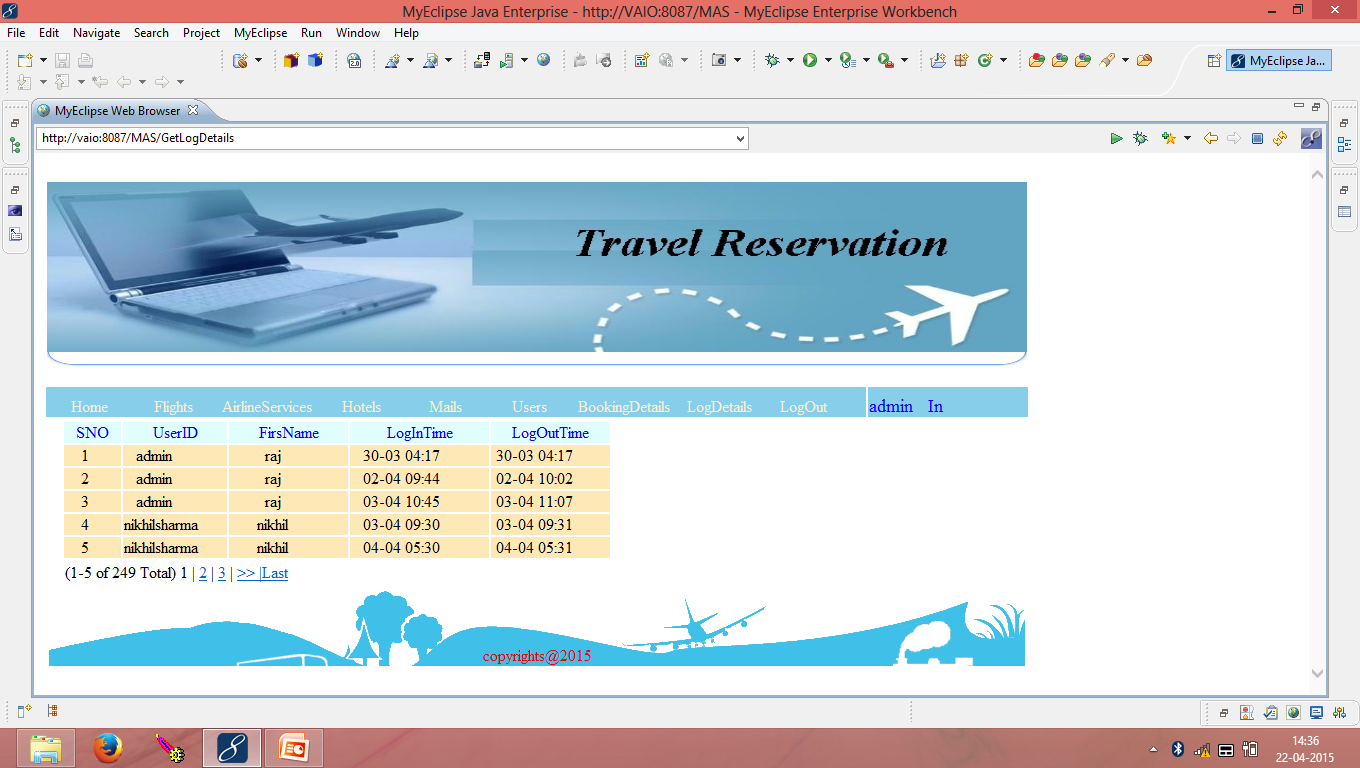 MyEclipse Java Enterprise - http://VAIO:8087/MAS - MyEclipse Enterprise Workbench
File Edit Navigate Search Project MyEclipse Run Window Help
2.0
MyEclipse Ja...
MyEclipse Web Browser
http://vaio:8087/MAS/GetLogDetails
Travel Reservation
Home Flights AirlineServices Hotels Mails Users BookingDetails LogDetails LogOut admin In
SNO UserID FirsName LogInTime LogOutTime
1 admin raj 30-03 04:17 30-03 04:17
2 admin raj 02-04 09:44 02-04 10:02
3 admin raj 03-04 10:45 03-04 11:07
4 nikhilsharma nikhil 03-04 09:30 03-04 09:31
5 nikhilsharma nikhil 04-04 05:30 04-04 05:31
(1-5 of 249 Total) 1 | 2 | 3 | >> |Last
copyrights@2015
14:36
22-04-2015